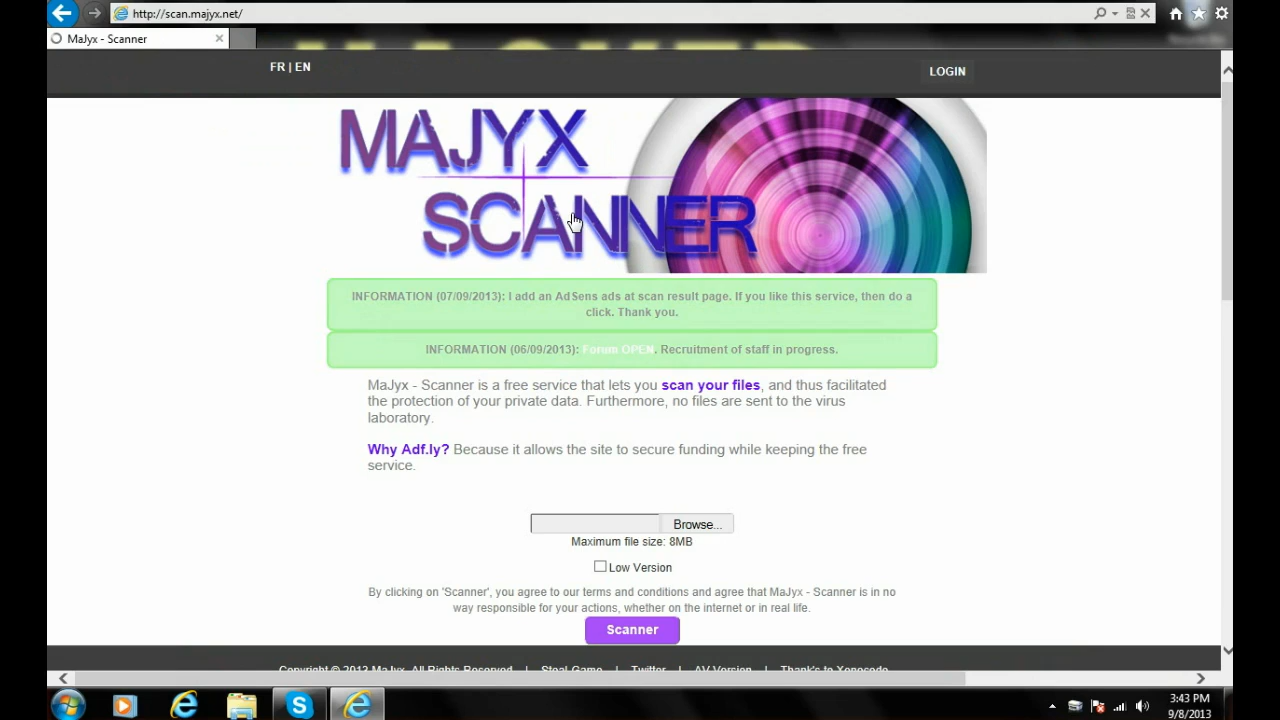 http://scan.majyx.net/
MaJyx - Scanner
FR | EN
LOGIN
MAJYX
SCANNER
INFORMATION (07/09/2013): I add an AdSens ads at scan result page. If you like this service, then do a
click. Thank you.
INFORMATION (06/09/2013): Forum OPEN. Recruitment of staff in progress.
MaJyx - Scanner is a free service that lets you scan your files, and thus facilitated
the protection of your private data. Furthermore, no files are sent to the virus
laboratory.
Why Adf.ly? Because it allows the site to secure funding while keeping the free
service.
Browse...
Maximum file size: 8MB
Low Version
By clicking on 'Scanner', you agree to our terms and conditions and agree that MaJyx - Scanner is in no
way responsible for your actions, whether on the internet or in real life.
Scanner
Copyright © 2013 MaJyx. All Rights Reserved | Steal Game | Twitter | AV Version | Thank's to Xenocode
3:43 PM
9/8/2013